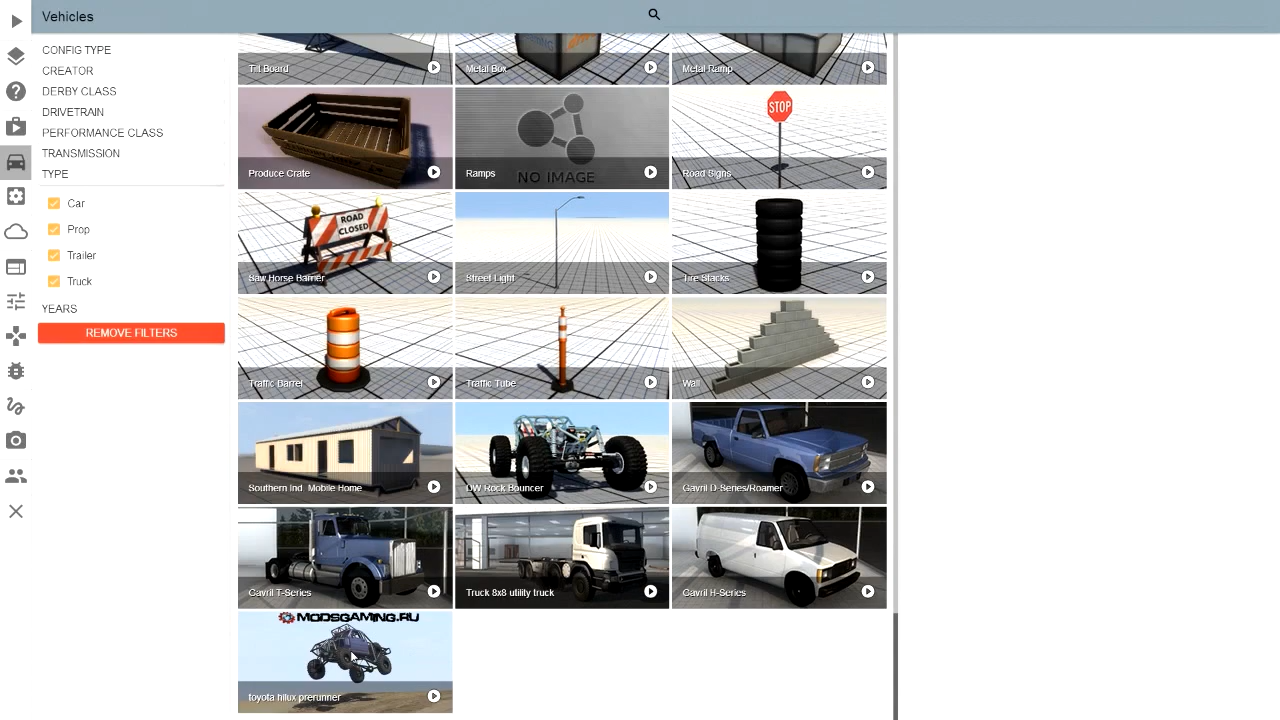 Vehicles
CONFIG TYPE
CREATOR
DERBY CLASS
DRIVETRAIN
PERFORMANCE CLASS
TRANSMISSION
TYPE
Car
Prop
Trailer
Truck
YEARS
REMOVE FILTERS
Tilt Board
Metal Box
Metal Ramp
Produce Crate
NO IMAGE
Ramps
STOP
Road Signs
ROAD
CLOSED
Saw Horse Barrier
Street Light
Tire Stacks
Traffic Barrel
Traffic Tube
Wall
Southern Ind. Mobile Home
DW Rock Bouncer
Gavril D-Series/Roamer
Gavril T-Series
Truck 8x8 utility truck
Gavril H-Series
MODSGAMING.RU
toyota hilux prerunner